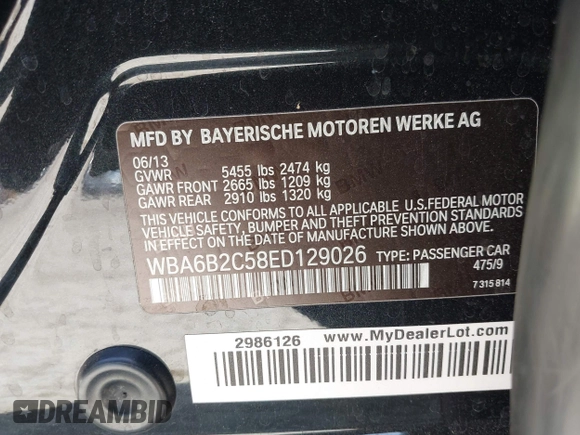 MFD BY BAYERISCHE MOTOREN WERKE AG
06/13
GVWR 5455 lbs 2474 kg
GAWR FRONT 2665 lbs 1209 kg
GAWR REAR 2910 lbs 1320 kg
THIS VEHICLE CONFORMS TO ALL APPLICABLE U.S.FEDERAL MOTOR
VEHICLE SAFETY, BUMPER AND THEFT PREVENTION
STANDARDS IN EFFECT ON THE DATE OF MANUFACTURE
SHOWN ABOVE.
WBA6B2C58ED129026 TYPE: PASSENGER CAR
475/9
7 315 814
2986126 www.MyDealerLot.com
DREAMBID